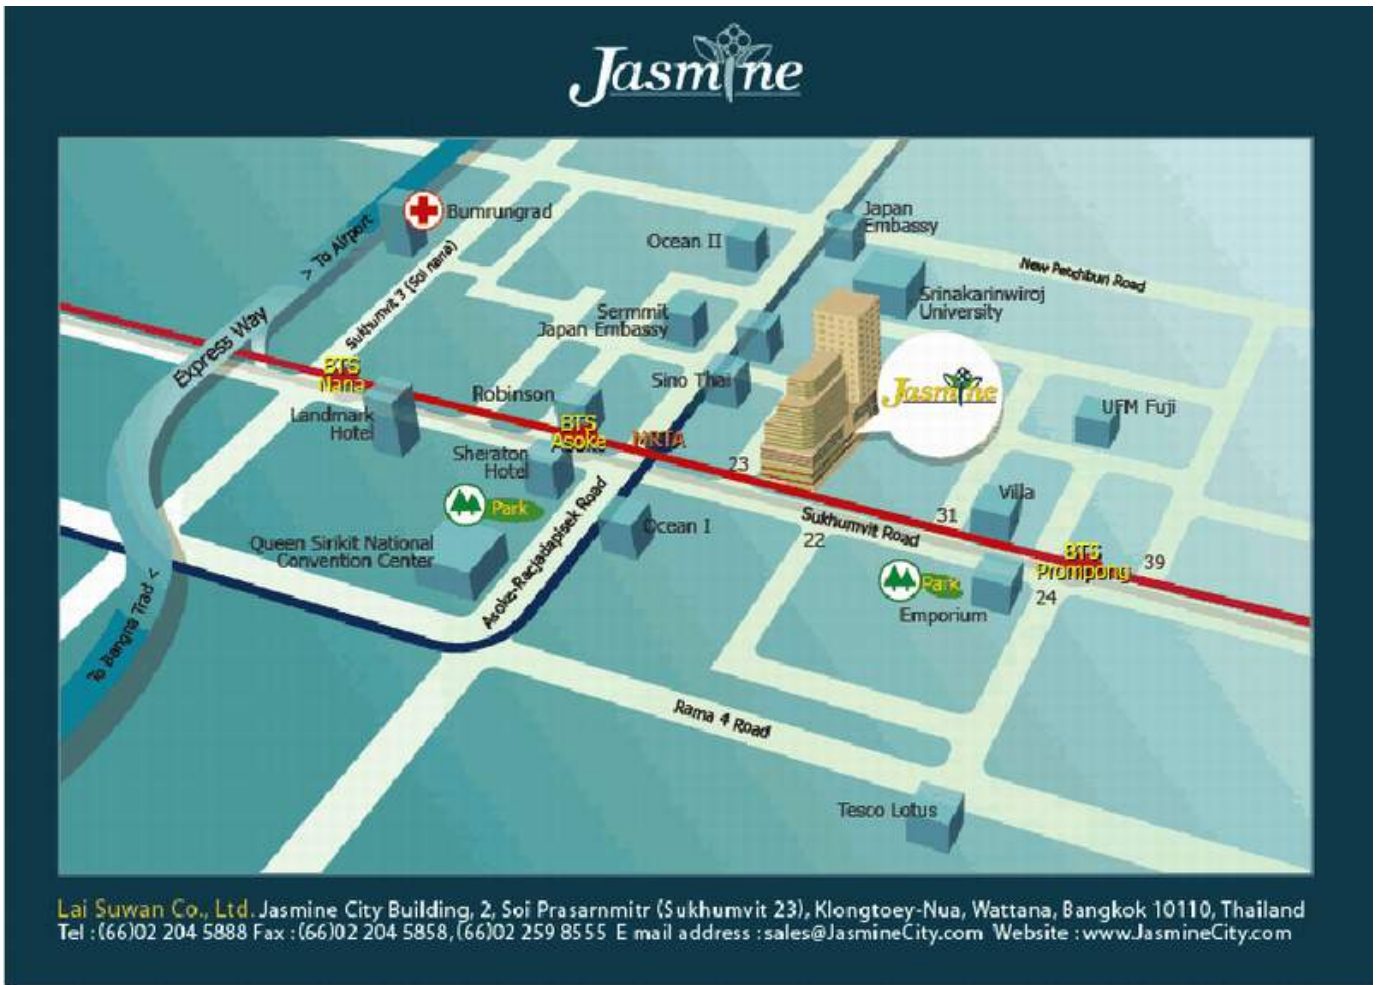 Jasmine
Bumrungrad
Japan
Embassy
> To Airport
Ocean II
Sukhumvit 3 (Soi nana)
New Petchburi Road
Srinakarinwiroj
University
Sermmit
Japan Embassy
Express Way
BTS
Nana
Sino Thai
Jasmine
Robinson
Landmark
Hotel
UFM Fuji
BTS
Asoke
MRTA
Sheraton
Hotel
23
Villa
Park
Asoke-Racjadapisek Road
Ocean I
Sukhumvit Road
31
22
Queen Sirikit National
Convention Center
BTS
Prompong
39
Park
24
Emporium
To Bangna Trad <
Rama 4 Road
Tesco Lotus
Lai Suwan Co., Ltd. Jasmine City Building, 2, Soi Prasarnmitr (Sukhumvit 23), Klongtoey-Nua, Wattana, Bangkok 10110, Thailand
Tel : (66)02 204 5888 Fax : (66)02 204 5858, (66)02 259 8555 E mail address : sales@JasmineCity.com Website : www.JasmineCity.com